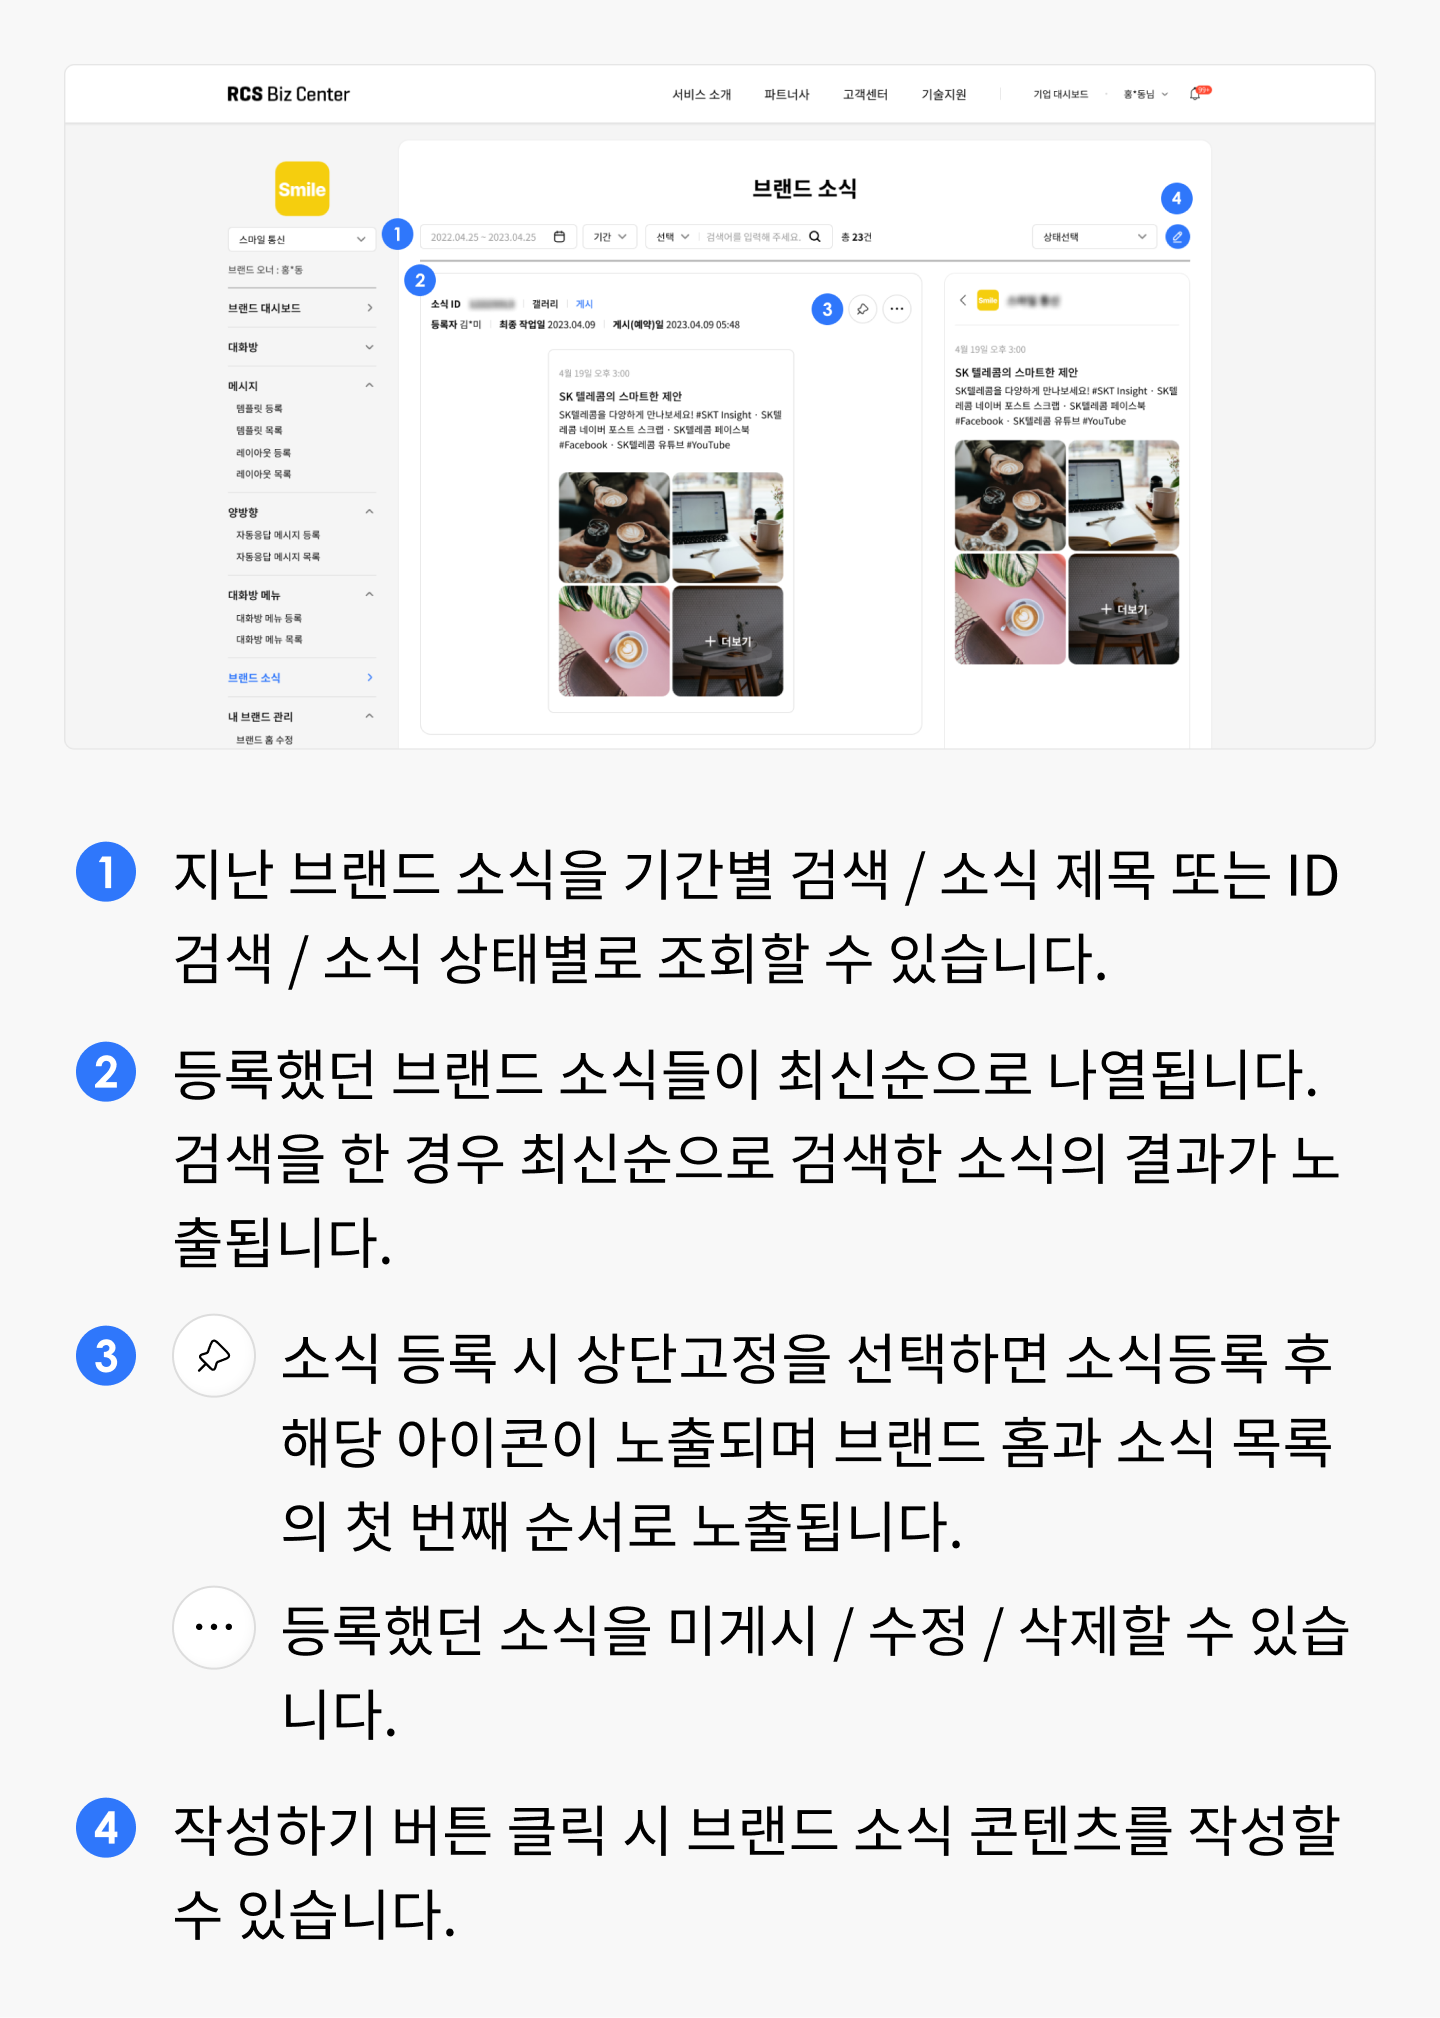 RCS Biz Center
서비스 소개 파트너사 고객센터 기술지원 기업 대시보드 홍*동님 99+
Smile
스마일 통신
브랜드 오너 : 홍*동
브랜드 대시보드
대화방
메시지
템플릿 등록
템플릿 목록
레이아웃 등록
레이아웃 목록
양방향
자동응답 메시지 등록
자동응답 메시지 목록
대화방 메뉴
대화방 메뉴 등록
대화방 메뉴 목록
브랜드 소식
내 브랜드 관리
브랜드 홈 수정
브랜드 소식
4
1 2022.04.25 ~ 2023.04.25 기간 선택 검색어를 입력해 주세요. 총 23건 상태선택
2
소식 ID 갤러리 게시
3
등록자 김*미 최종 작업일 2023.04.09 게시(예약)일 2023.04.09 05:48
4월 19일 오후 3:00
SK 텔레콤의 스마트한 제안
SK텔레콤을 다양하게 만나보세요! #SKT Insight · SK텔
레콤 네이버 포스트 스크랩 · SK텔레콤 페이스북
#Facebook · SK텔레콤 유튜브 #YouTube
+ 더보기
Smile
4월 19일 오후 3:00
SK 텔레콤의 스마트한 제안
SK텔레콤을 다양하게 만나보세요! #SKT Insight · SK텔
레콤 네이버 포스트 스크랩 · SK텔레콤 페이스북
#Facebook · SK텔레콤 유튜브 #YouTube
+ 더보기
1 지난 브랜드 소식을 기간별 검색 / 소식 제목 또는 ID
검색 / 소식 상태별로 조회할 수 있습니다.
2 등록했던 브랜드 소식들이 최신순으로 나열됩니다.
검색을 한 경우 최신순으로 검색한 소식의 결과가 노
출됩니다.
3 소식 등록 시 상단고정을 선택하면 소식등록 후
해당 아이콘이 노출되며 브랜드 홈과 소식 목록
의 첫 번째 순서로 노출됩니다.
등록했던 소식을 미게시 / 수정 / 삭제할 수 있습
니다.
4 작성하기 버튼 클릭 시 브랜드 소식 콘텐츠를 작성할
수 있습니다.